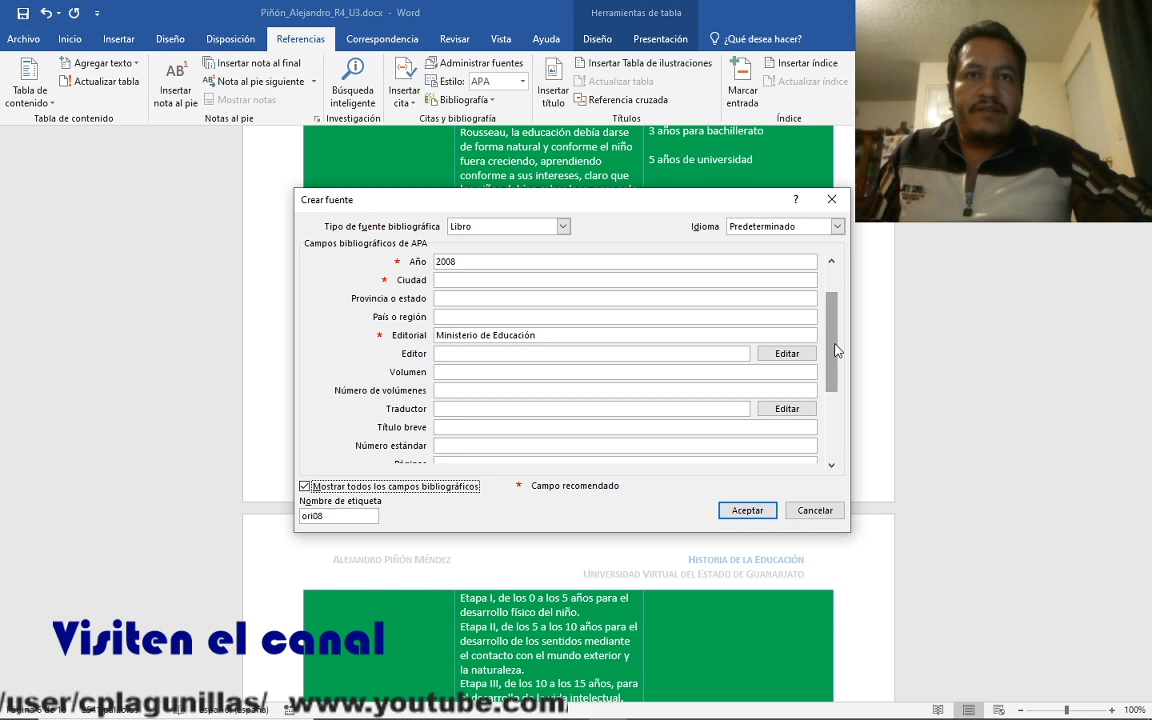 Piñón_Alejandro_R4_U3.docx - Word
Herramientas de tabla
Archivo Inicio Insertar Diseño Disposición Referencias Correspondencia Revisar Vista Ayuda Diseño Presentación ¿Qué desea hacer?
Tabla de contenido
Agregar texto
Actualizar tabla
Tabla de contenido
AB¹
Insertar nota al pie
Insertar nota al final
Nota al pie siguiente
Mostrar notas
Notas al pie
Búsqueda inteligente
Investigación
Insertar cita
Administrar fuentes
Estilo: APA
Bibliografía
Citas y bibliografía
Insertar título
Insertar Tabla de ilustraciones
Actualizar tabla
Referencia cruzada
Títulos
Marcar entrada
Insertar índice
Actualizar índice
Índice
Rousseau, la educación debía darse
de forma natural y conforme el niño
fuera creciendo, aprendiendo
conforme a sus intereses, claro que
3 años para bachillerato
5 años de universidad
Crear fuente
?
Tipo de fuente bibliográfica Libro
Idioma Predeterminado
Campos bibliográficos de APA
* Año 2008
* Ciudad
Provincia o estado
País o región
* Editorial Ministerio de Educación
Editor Editar
Volumen
Número de volúmenes
Traductor Editar
Título breve
Número estándar
Páginas
Mostrar todos los campos bibliográficos
* Campo recomendado
Nombre de etiqueta
ori08
Aceptar Cancelar
Alejandro Piñón Méndez
Historia de la Educación
Universidad Virtual del Estado de Guanajuato
Etapa I, de los 0 a los 5 años para el
desarrollo físico del niño.
Etapa II, de los 5 a los 10 años para el
desarrollo de los sentidos mediante
el contacto con el mundo exterior y
la naturaleza.
Etapa III, de los 10 a los 15 años, para
el desarrollo de la vida intelectual.
Visiten el canal
/user/cplagunillas/ www.youtube.com/
100%